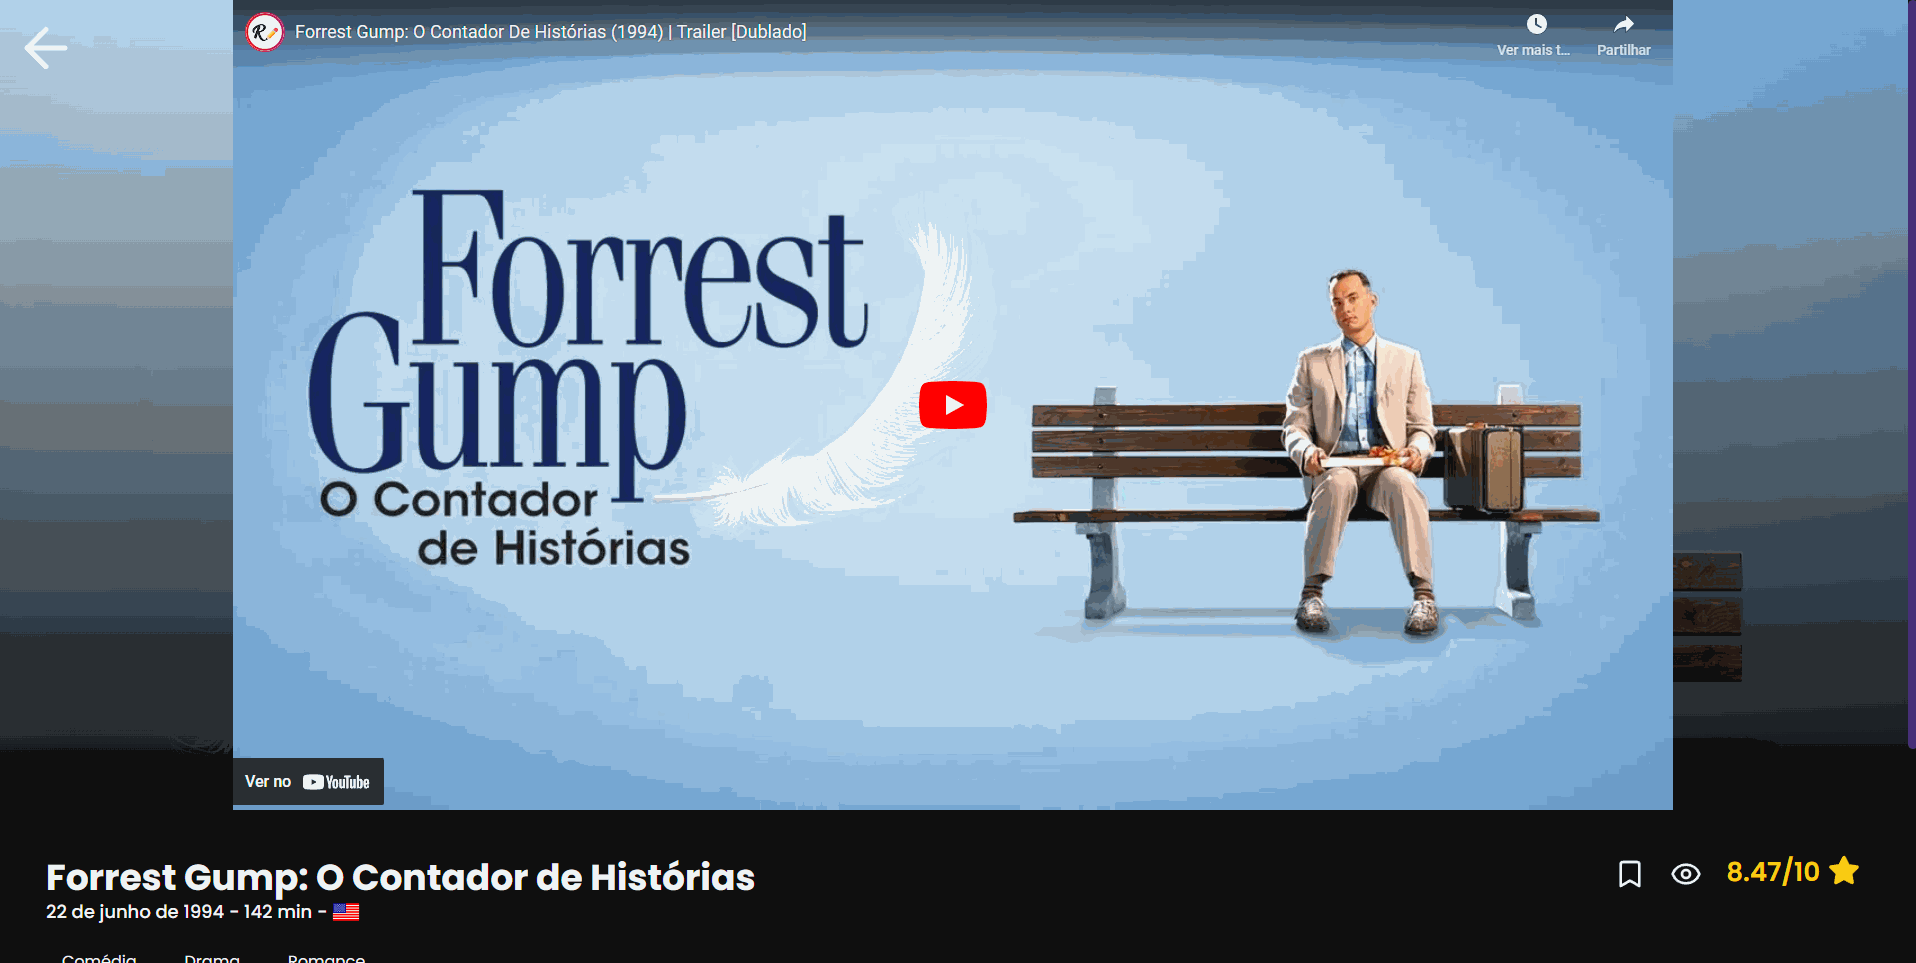 Forrest Gump: O Contador De Histórias (1994) | Trailer [Dublado]
Ver mais t...
Partilhar
Forrest
Gump
O Contador
de Histórias
Ver no YouTube
Forrest Gump: O Contador de Histórias
8.47/10
22 de junho de 1994 - 142 min -
Comédia Drama Romance